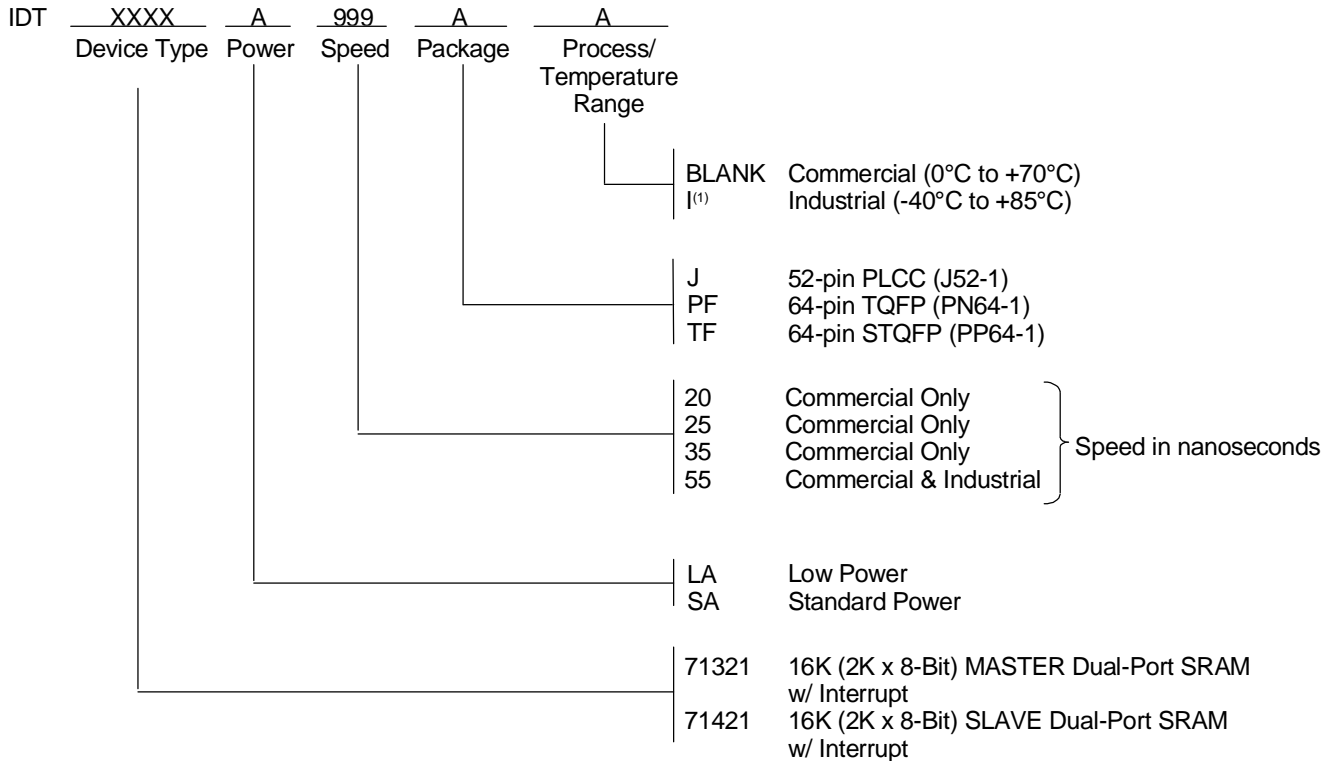 IDT XXXX A 999 A A
Device Type Power Speed Package Process/
Temperature
Range
BLANK Commercial (0°C to +70°C)
I(1) Industrial (-40°C to +85°C)
J 52-pin PLCC (J52-1)
PF 64-pin TQFP (PN64-1)
TF 64-pin STQFP (PP64-1)
20 Commercial Only
25 Commercial Only
35 Commercial Only
55 Commercial & Industrial
Speed in nanoseconds
LA Low Power
SA Standard Power
71321 16K (2K x 8-Bit) MASTER Dual-Port SRAM
w/ Interrupt
71421 16K (2K x 8-Bit) SLAVE Dual-Port SRAM
w/ Interrupt